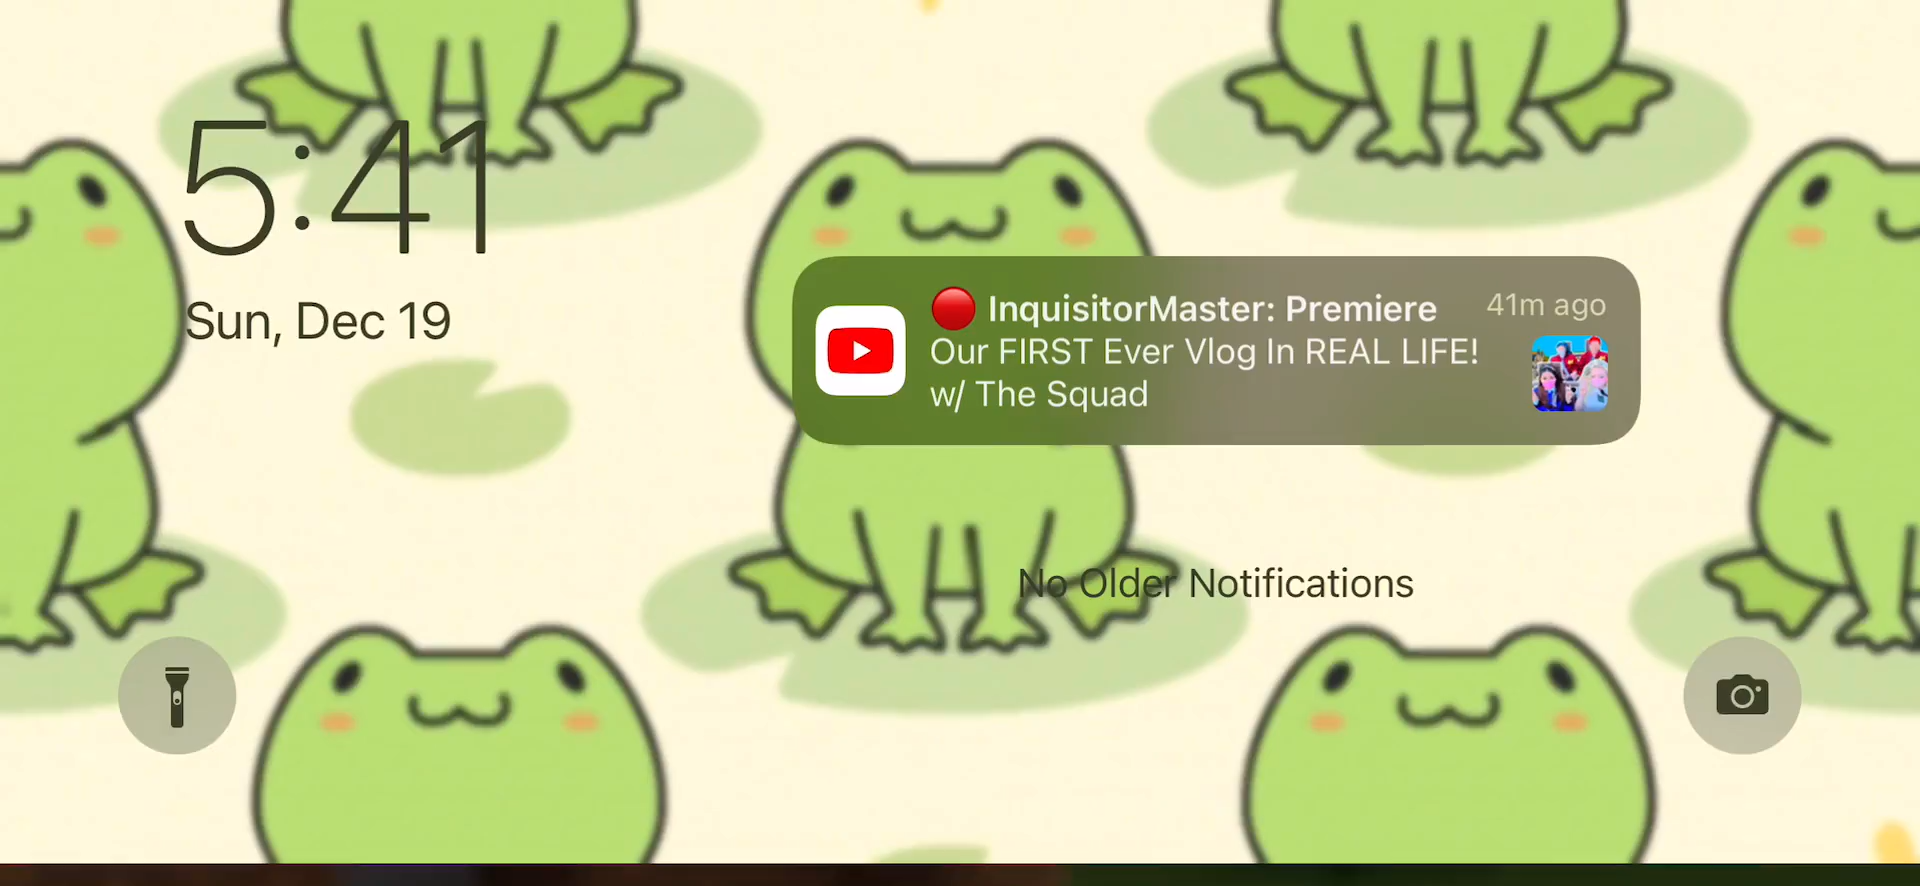 5:41
Sun, Dec 19
InquisitorMaster: Premiere
41m ago
Our FIRST Ever Vlog In REAL LIFE!
w/ The Squad
No Older Notifications